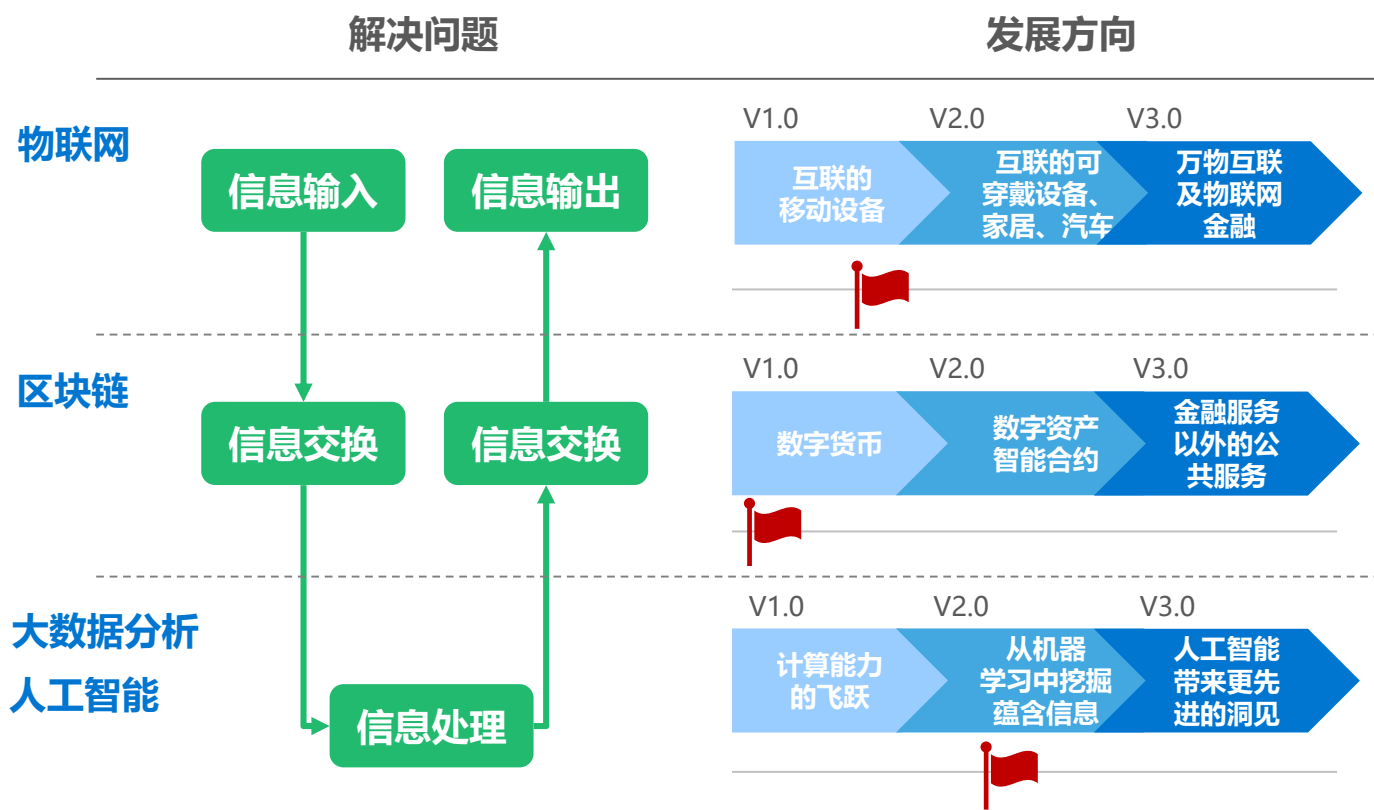 解决问题
发展方向
物联网
信息输入
信息输出
V1.0
V2.0
V3.0
互联的
移动设备
互联的可
穿戴设备、
家居、汽车
万物互联
及物联网
金融
区块链
信息交换
信息交换
V1.0
V2.0
V3.0
数字货币
数字资产
智能合约
金融服务
以外的公
共服务
大数据分析
人工智能
信息处理
V1.0
V2.0
V3.0
计算能力
的飞跃
从机器
学习中挖掘
蕴含信息
人工智能
带来更先
进的洞见